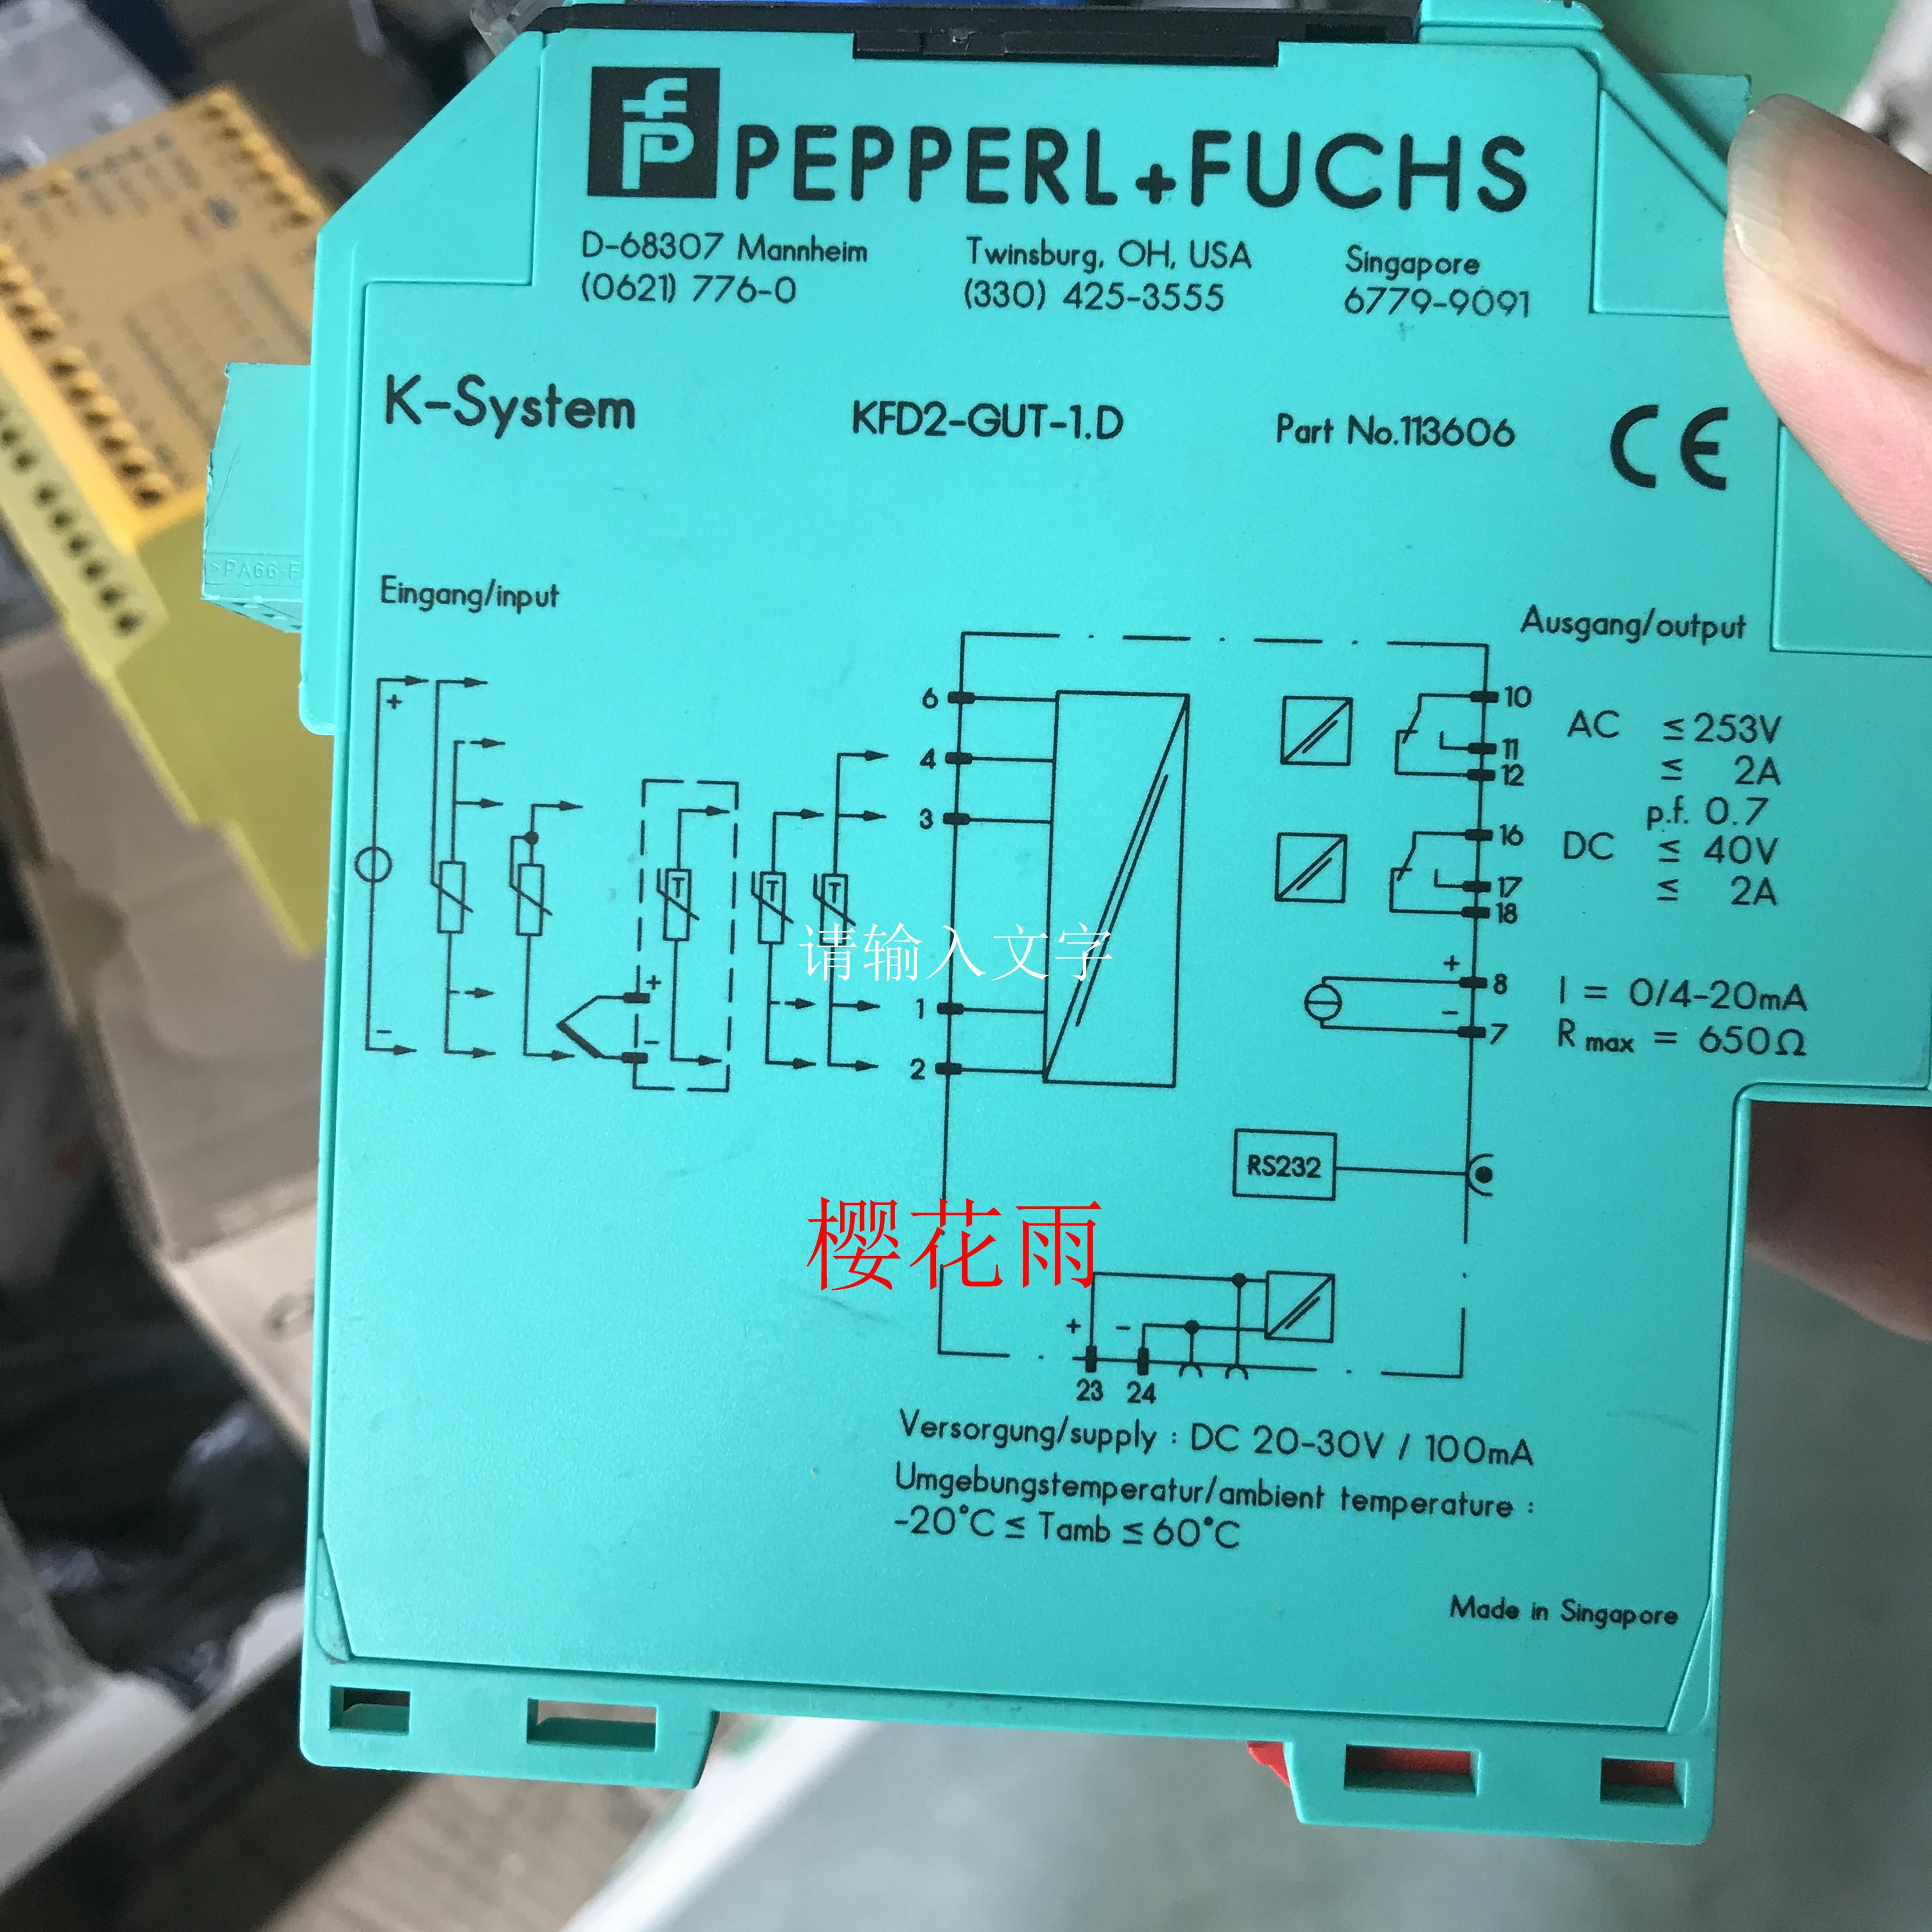 fP PEPPERL+FUCHS
D-68307 Mannheim Twinsburg, OH, USA Singapore
(0621) 776-0 (330) 425-3555 6779-9091
K-System KFD2-GUT-1.D Part No.113606 CE
>PA66-F
Eingang/input
Ausgang/output
6 10 AC ≤ 253V
4 11
12 ≤ 2A
3 p.f. 0.7
16 DC ≤ 40V
17 ≤ 2A
18
T T T
请输入文字
+ - + -
+ 8 I = 0/4-20mA
1
- 7 R max = 650Ω
2
RS232
樱花雨
+ -
23 24
Versorgung/supply : DC 20-30V / 100mA
Umgebungstemperatur/ambient temperature :
-20°C ≤ Tamb ≤ 60°C
Made in Singapore